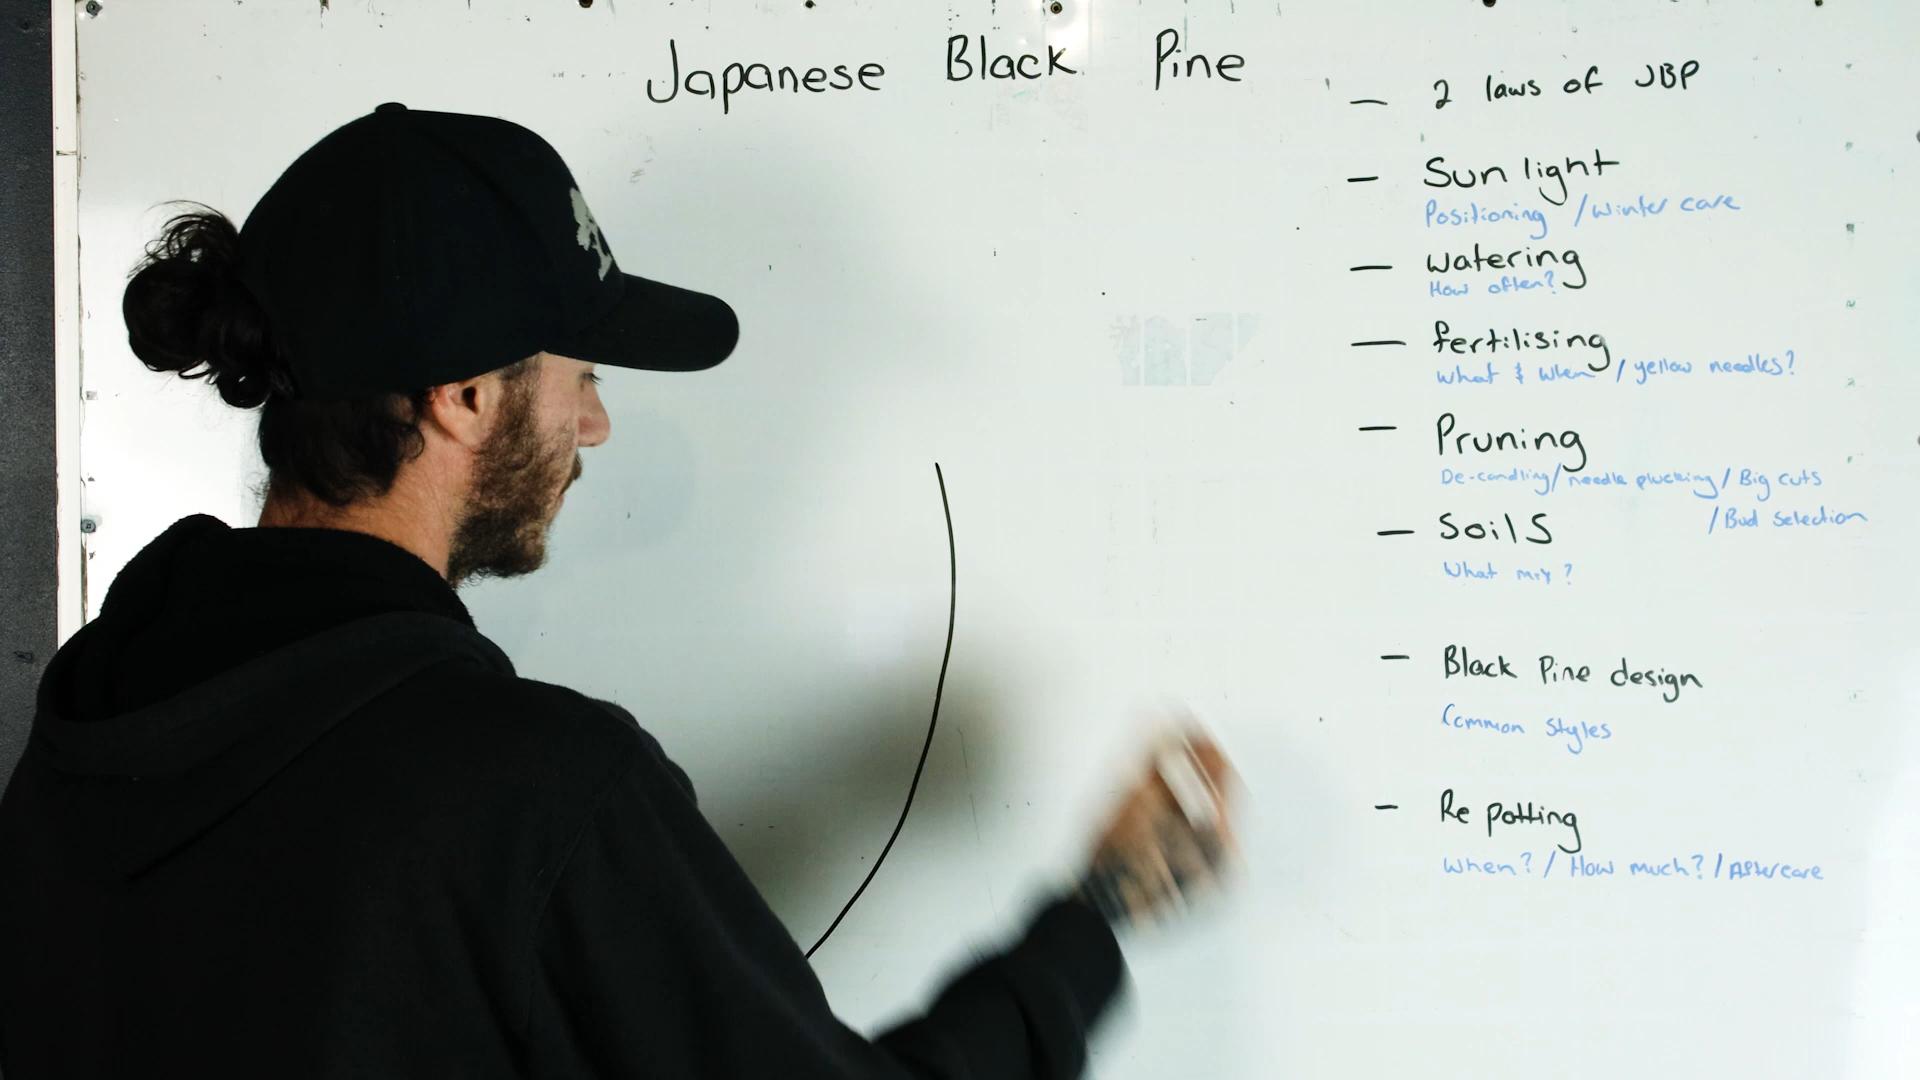 Japanese Black Pine
— 2 laws of JBP
— Sun light
Positioning / winter care
— watering
How often?
— fertilising
What & when / yellow needles?
— Pruning
De-candling / needle plucking / Big cuts
/ Bud selection
— Soils
What mix?
— Black Pine design
Common styles
— Re potting
When? / How much? / Aftercare